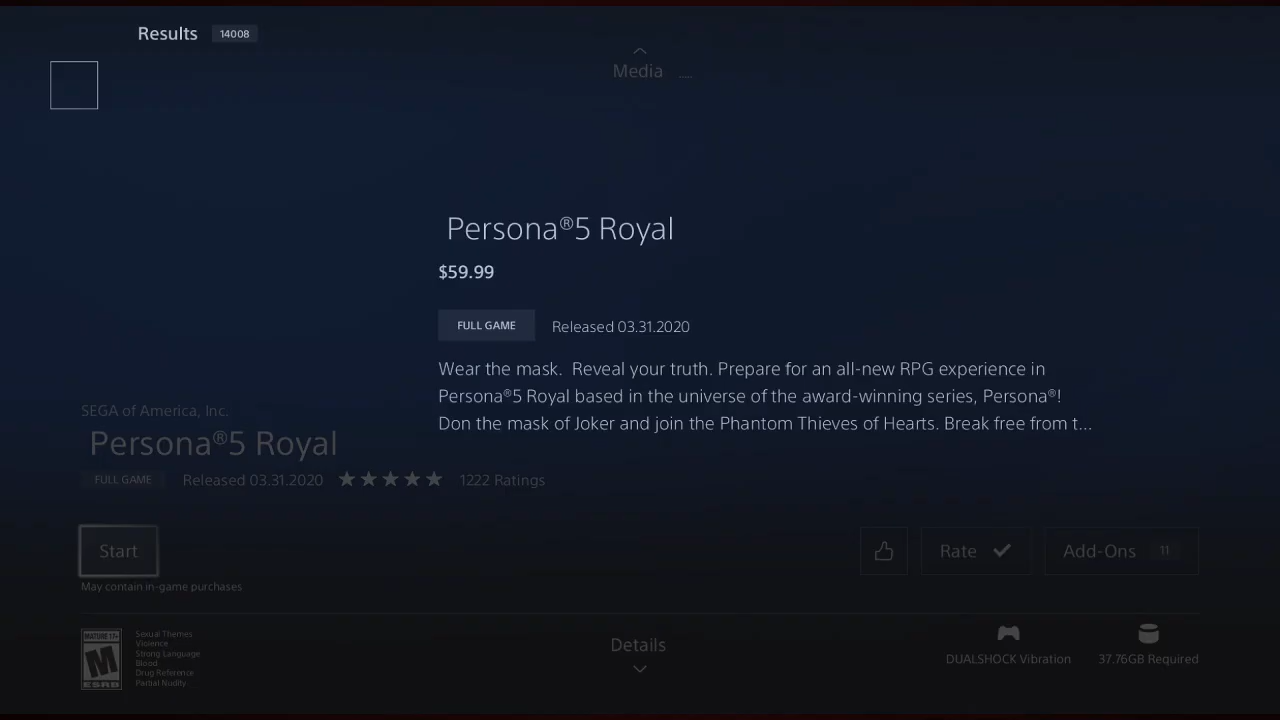 Results 14008
Media
Persona®5 Royal
$59.99
FULL GAME Released 03.31.2020
Wear the mask. Reveal your truth. Prepare for an all-new RPG experience in
Persona®5 Royal based in the universe of the award-winning series, Persona®!
Don the mask of Joker and join the Phantom Thieves of Hearts. Break free from t...
SEGA of America, Inc.
Persona®5 Royal
FULL GAME Released 03.31.2020 ★★★★★ 1222 Ratings
Start
Rate ✔
Add-Ons 11
May contain in-game purchases
MATURE 17+
M
ESRB
Sexual Themes
Violence
Strong Language
Blood
Drug Reference
Partial Nudity
Details
DUALSHOCK Vibration
37.76GB Required